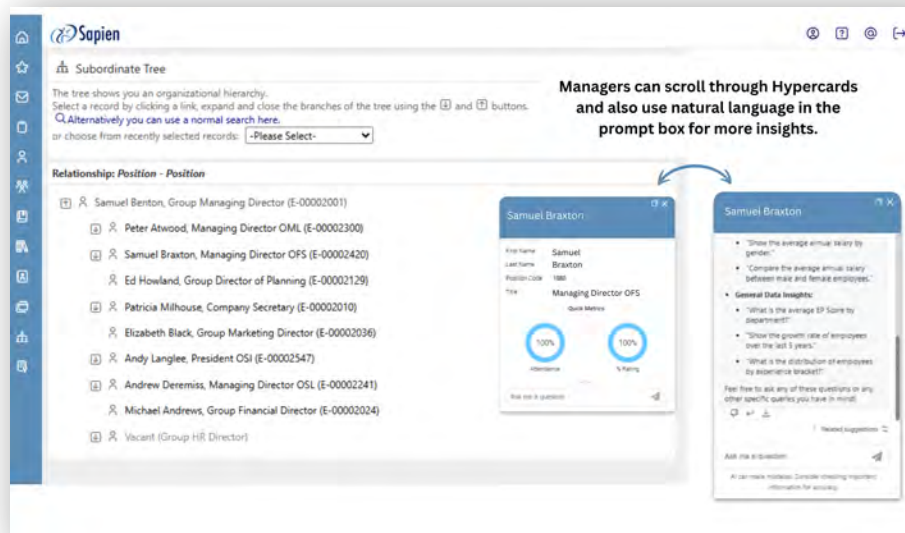 Sapien
Subordinate Tree
The tree shows you an organizational hierarchy.
Select a record by clicking a link, expand and close the branches of the tree using the and buttons.
Alternatively you can use a normal search here.
or choose from recently selected records: -Please Select-
Managers can scroll through Hypercards
and also use natural language in the
prompt box for more insights.
Relationship: Position - Position
Samuel Benton, Group Managing Director (E-00002001)
Peter Atwood, Managing Director OML (E-00002300)
Samuel Braxton, Managing Director OFS (E-00002420)
Ed Howland, Group Director of Planning (E-00002129)
Patricia Milhouse, Company Secretary (E-00002010)
Elizabeth Black, Group Marketing Director (E-00002036)
Andy Langlee, President OSI (E-00002547)
Andrew Deremiss, Managing Director OSL (E-00002241)
Michael Andrews, Group Financial Director (E-00002024)
Vacant (Group HR Director)
Samuel Braxton
First Name Samuel
Last Name Braxton
Position Code
Title Managing Director OFS
Quick Metrics
100% 100%
Attendance % Rating
Ask me a question
Samuel Braxton
• "Show the average annual salary by
gender."
• "Compare the average annual salary
between male and female employees."
• General Data Insights:
• "What is the average EP Score by
department?"
• "Show the growth rate of employees
over the last 5 years."
• "What is the distribution of employees
by experience bracket?"
Feel free to ask any of these questions or any
other specific queries you have in mind!
Related suggestions
Ask me a question
AI can make mistakes. Consider checking important
information for accuracy.